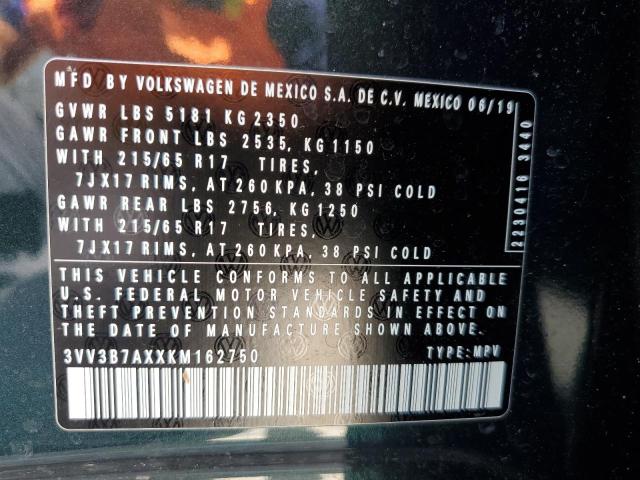 MFD BY VOLKSWAGEN DE MEXICO S.A. DE C.V. MEXICO 06/19
GVWR LBS 5181 KG 2350
GAWR FRONT LBS 2535, KG 1150
WITH 215/65 R17 TIRES,
7JX17 RIMS, AT 260 KPA, 38 PSI COLD
GAWR REAR LBS 2756, KG 1250
WITH 215/65 R17 TIRES,
7JX17 RIMS, AT 260 KPA, 38 PSI COLD
2230416 3440
THIS VEHICLE CONFORMS TO ALL APPLICABLE
U.S. FEDERAL MOTOR VEHICLE SAFETY AND
THEFT PREVENTION STANDARDS IN EFFECT ON
THE DATE OF MANUFACTURE SHOWN ABOVE.
3VV3B7AXXKM162750 TYPE: MPV